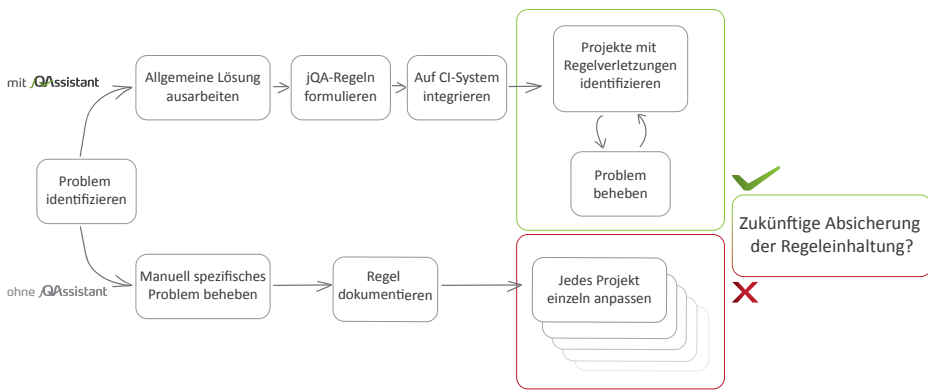 mit jQAssistant
Allgemeine Lösung
ausarbeiten
jQA-Regeln
formulieren
Auf CI-System
integrieren
Projekte mit
Regelverletzungen
identifizieren
Problem
beheben
Problem
identifizieren
Zukünftige Absicherung
der Regeleinhaltung?
ohne jQAssistant
Manuell spezifisches
Problem beheben
Regel
dokumentieren
Jedes Projekt
einzeln anpassen